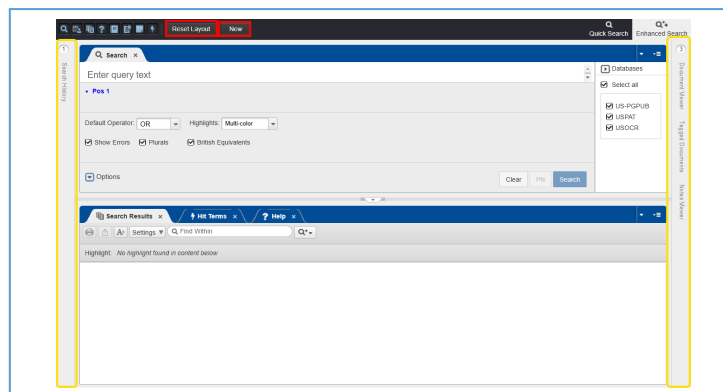 Reset Layout New
Quick Search Enhanced Search
1
Search History
Search ×
Enter query text
Pos 1
Default Operator: OR Highlights: Multi-color
Show Errors Plurals British Equivalents
Options
Clear PN Search
Databases
Select all
US-PGPUB
USPAT
USOCR
3
Document Viewer
Tagged Documents
Notes Viewer
Search Results × Hit Terms × ? Help ×
Settings Find Within
Highlight: No highlight found in content below